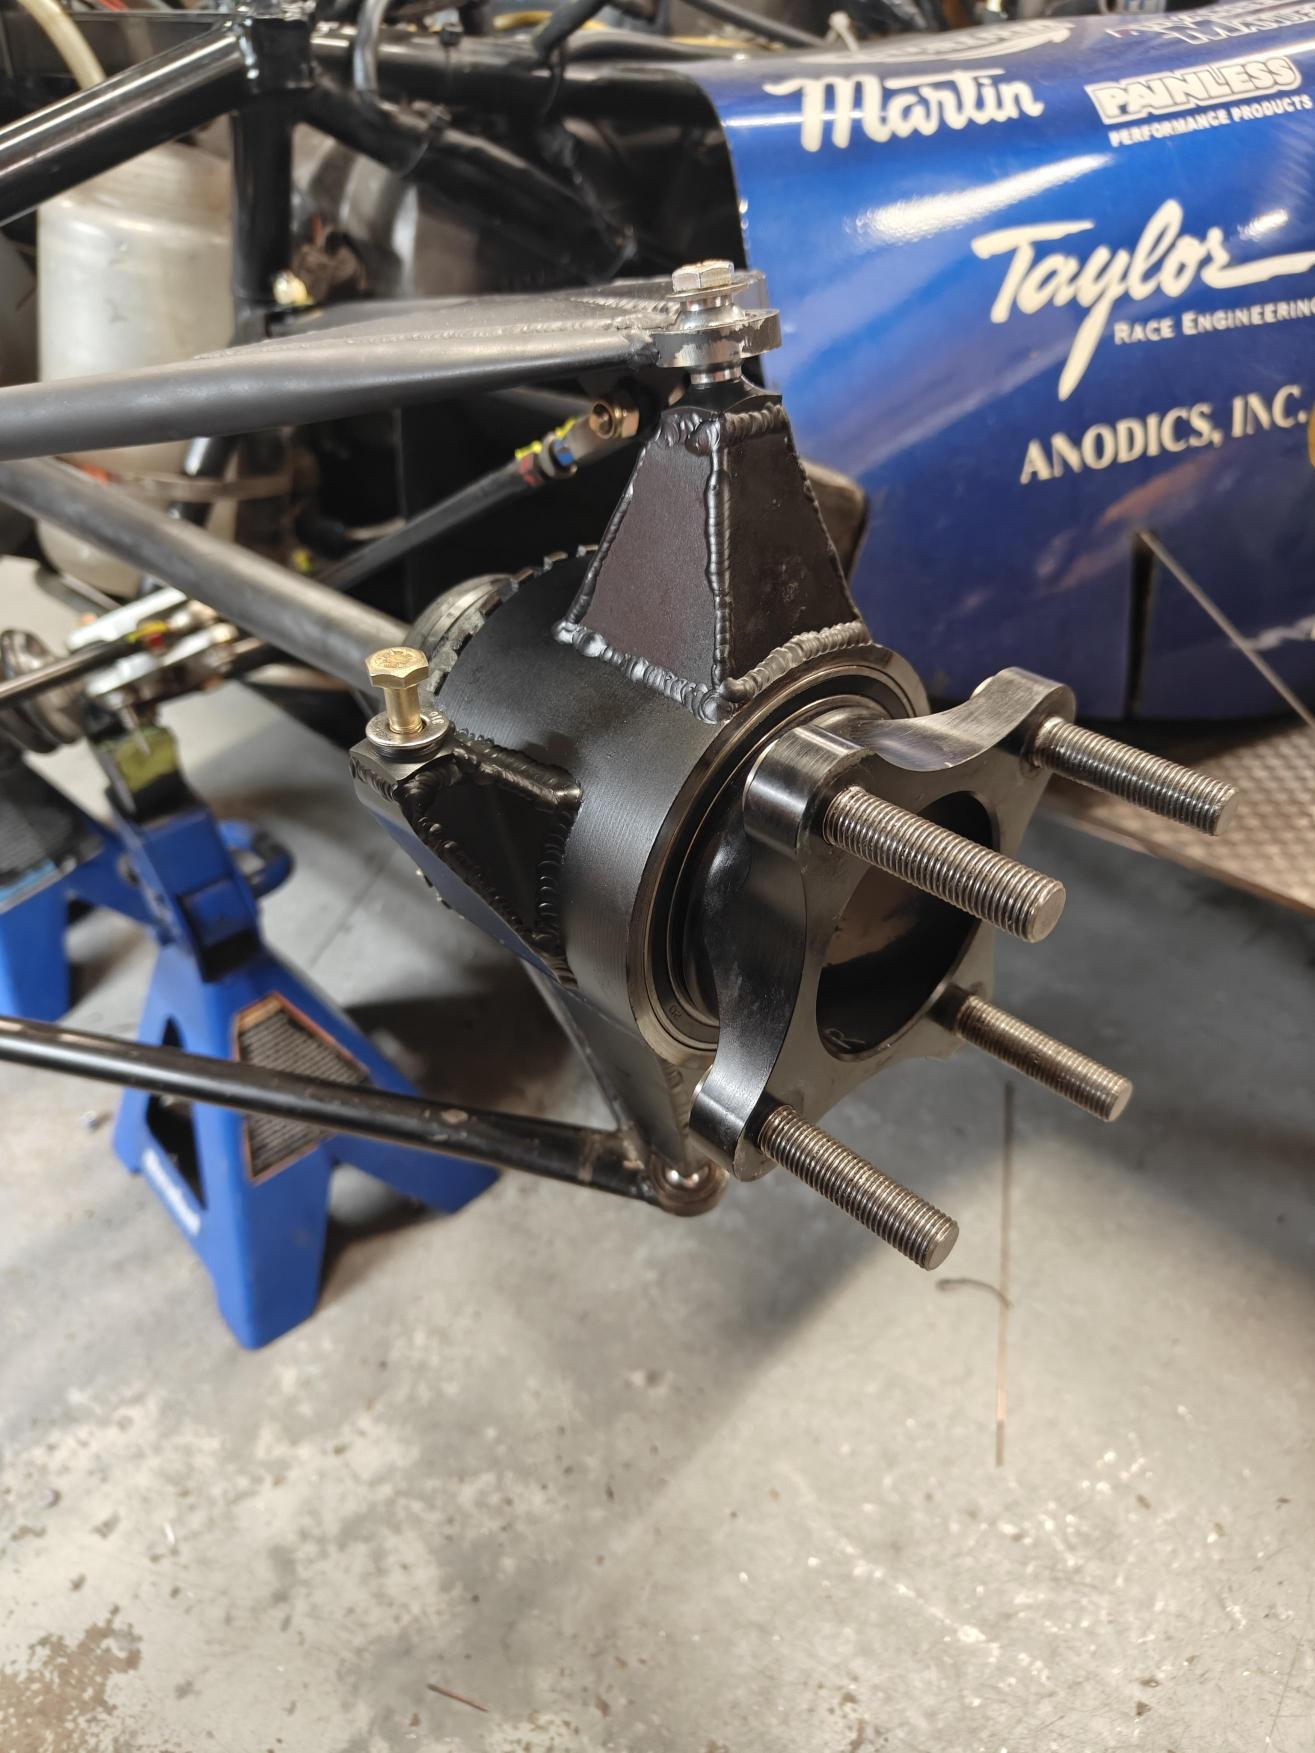 Martin
PAINLESS
PERFORMANCE PRODUCTS
Taylor
RACE ENGINEERING
ANODICS, INC.